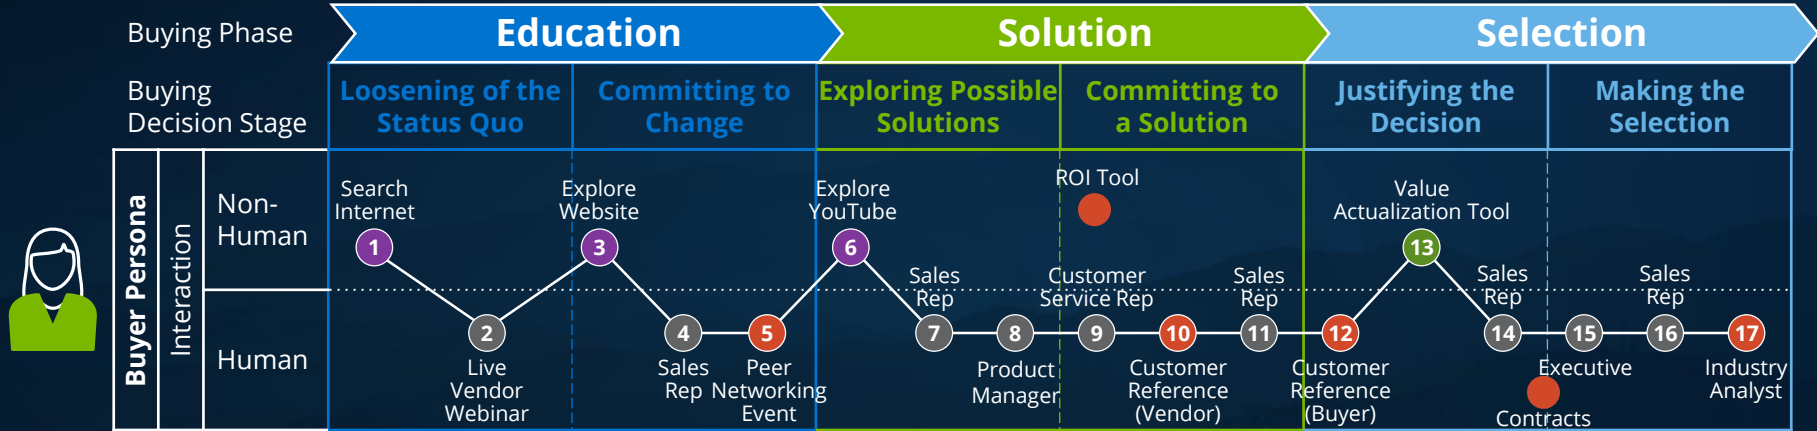 Buying Phase
Education
Solution
Selection
Buying
Decision Stage
Loosening of the
Status Quo
Committing to
Change
Exploring Possible
Solutions
Committing to
a Solution
Justifying the
Decision
Making the
Selection
Buyer Persona
Interaction
Non-
Human
Human
Search
Internet
1
2
Live
Vendor
Webinar
Explore
Website
3
4
Sales
Rep
5
Peer
Networking
Event
Explore
YouTube
6
Sales
Rep
7
8
Product
Manager
ROI Tool
Customer
Service Rep
9
10
Customer
Reference
(Vendor)
Sales
Rep
11
12
Customer
Reference
(Buyer)
Value
Actualization Tool
13
Sales
Rep
14
15
Executive
Contracts
Sales
Rep
16
17
Industry
Analyst